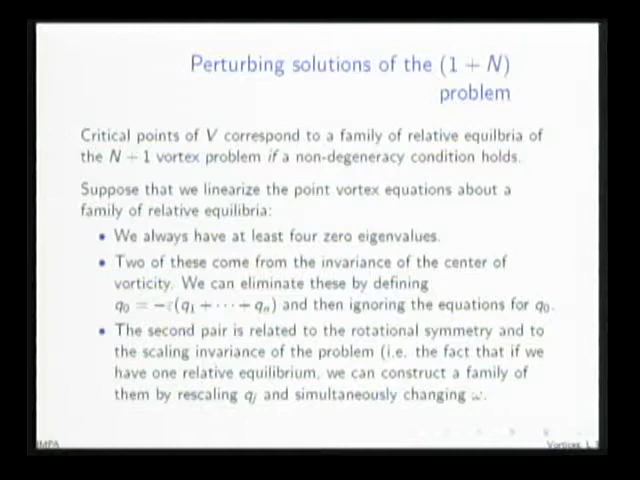 Perturbing solutions of the (1 + N)
problem
Critical points of V correspond to a family of relative equilbria of
the N + 1 vortex problem if a non-degeneracy condition holds.
Suppose that we linearize the point vortex equations about a
family of relative equilibria:
• We always have at least four zero eigenvalues.
• Two of these come from the invariance of the center of
vorticity. We can eliminate these by defining
q₀ = −ε(q₁ + ··· + qₙ) and then ignoring the equations for q₀.
• The second pair is related to the rotational symmetry and to
the scaling invariance of the problem (i.e. the fact that if we
have one relative equilibrium, we can construct a family of
them by rescaling qⱼ and simultaneously changing ω.
IMPA
Vortices, L